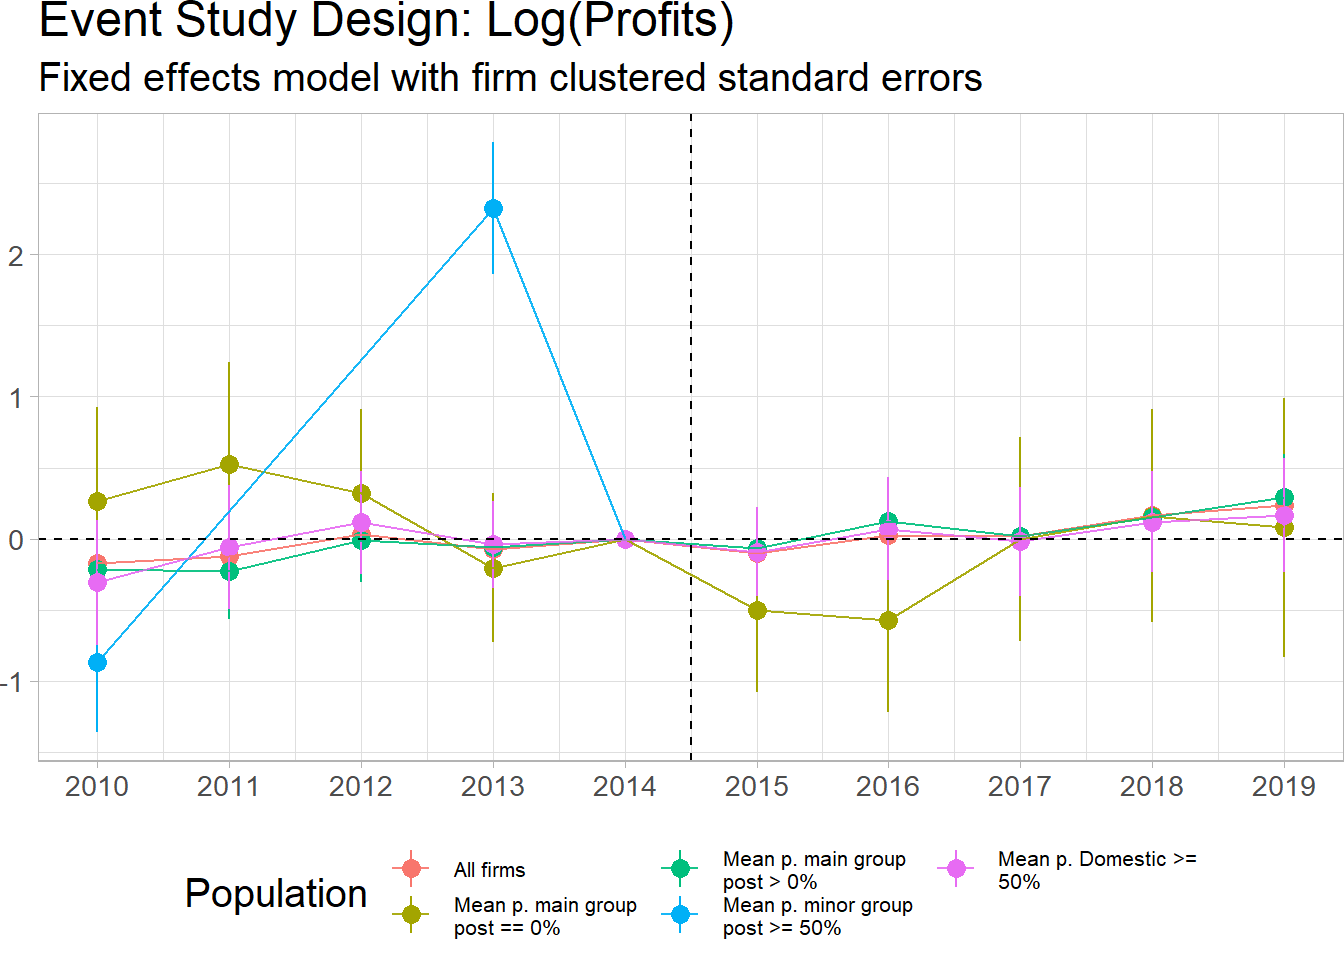 Event Study Design: Log(Profits)
Fixed effects model with firm clustered standard errors
2
1
0
-1
2010 2011 2012 2013 2014 2015 2016 2017 2018 2019
Population
All firms
Mean p. main group
post == 0%
Mean p. main group
post > 0%
Mean p. minor group
post >= 50%
Mean p. Domestic >=
50%